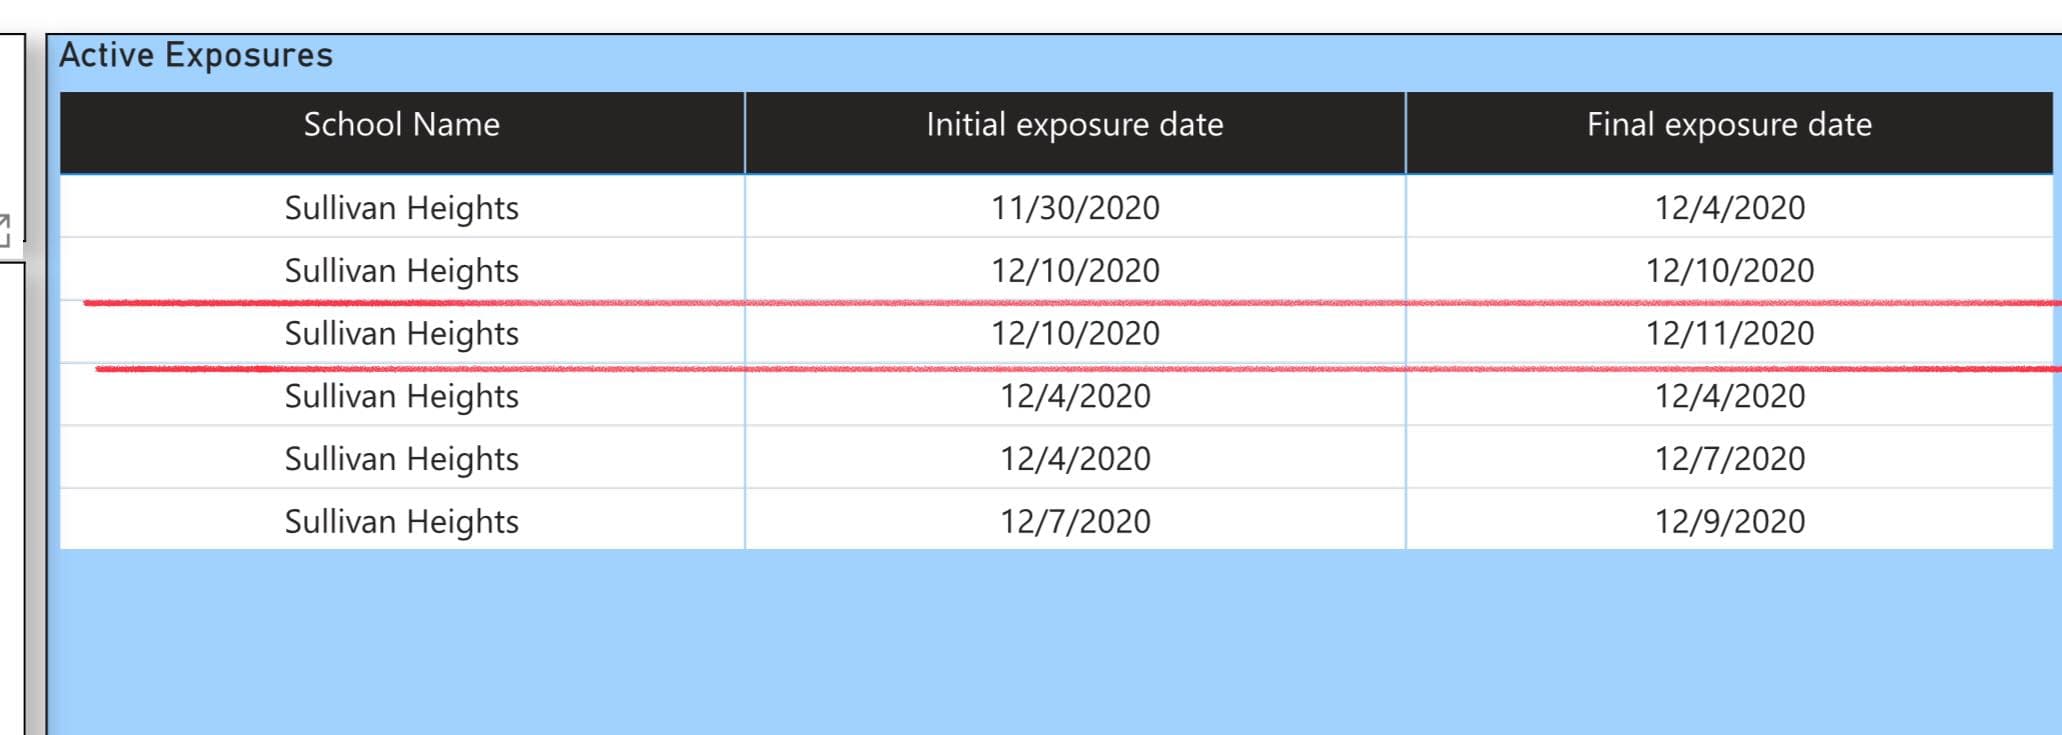 Active Exposures
School Name Initial exposure date Final exposure date
Sullivan Heights 11/30/2020 12/4/2020
Sullivan Heights 12/10/2020 12/10/2020
Sullivan Heights 12/10/2020 12/11/2020
Sullivan Heights 12/4/2020 12/4/2020
Sullivan Heights 12/4/2020 12/7/2020
Sullivan Heights 12/7/2020 12/9/2020